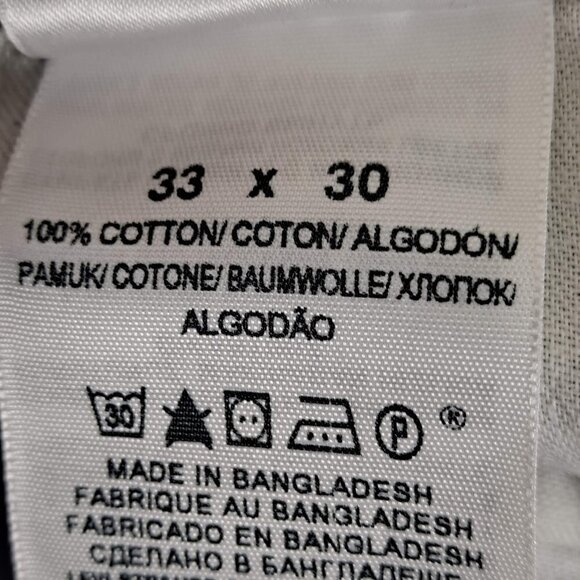 33 x 30
100% COTTON/ COTON/ ALGODÓN/
PAMUK/ COTONE/ BAUMWOLLE/ ХЛОПОК/
ALGODÃO
30 P ®
MADE IN BANGLADESH
FABRIQUE AU BANGLADESH
FABRICADO EN BANGLADESH
СДЕЛАНО В БАНГЛАДЕШЕ